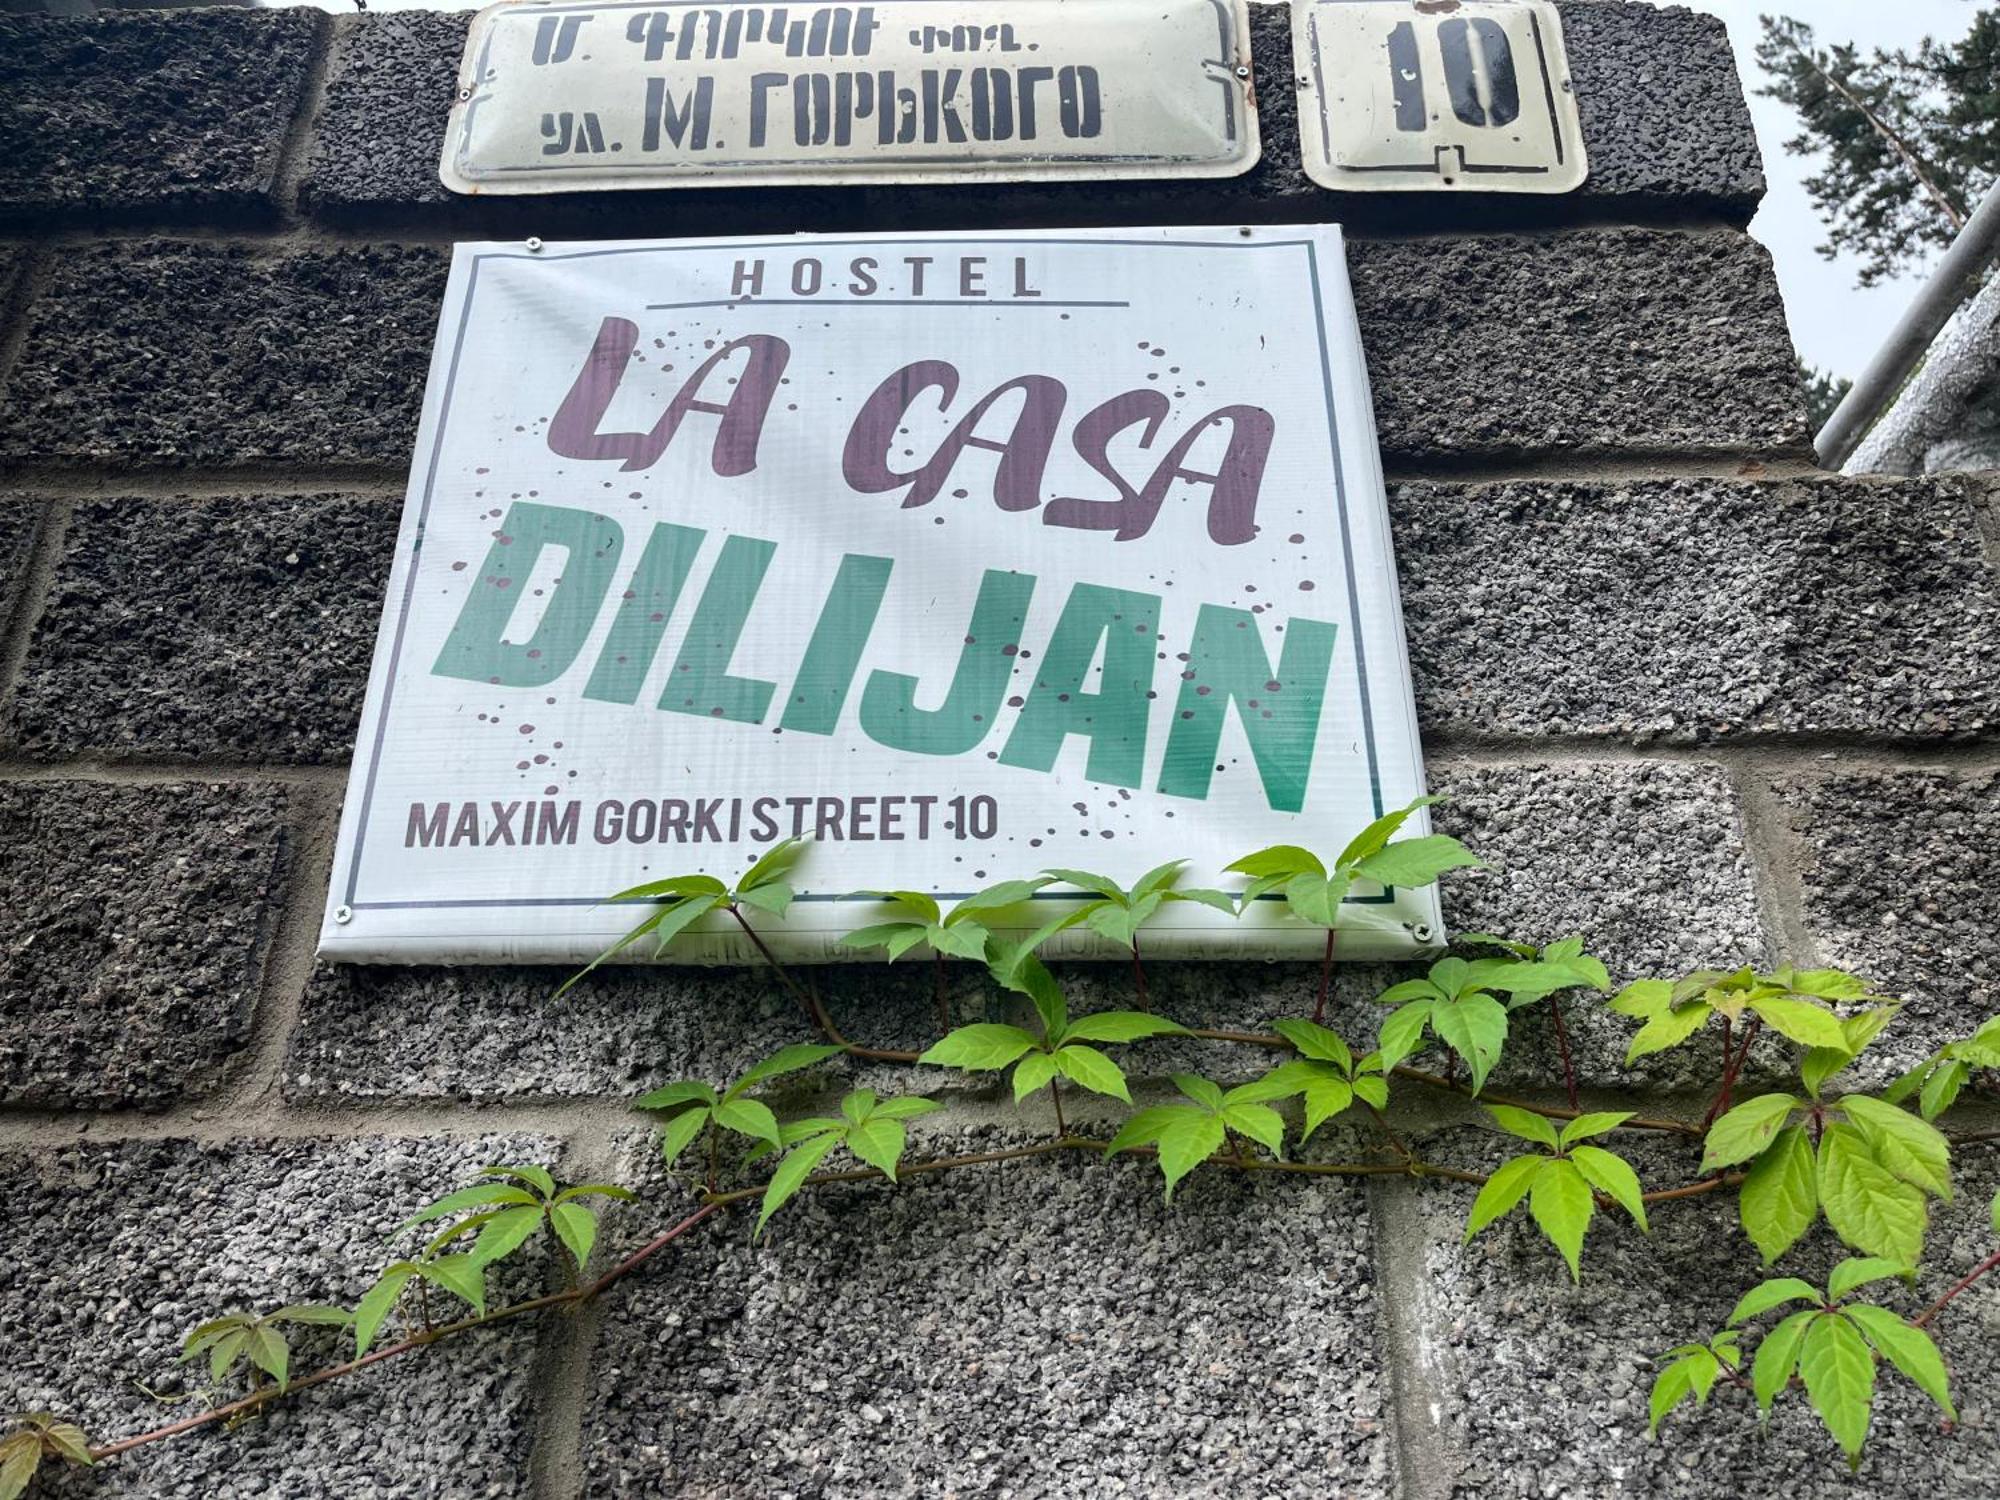 Մ. ԳՈՐԿՈՒ ՓՈՂ.
ул. М. ГОРЬКОГО
10
HOSTEL
LA CASA
DILIJAN
MAXIM GORKI STREET 10